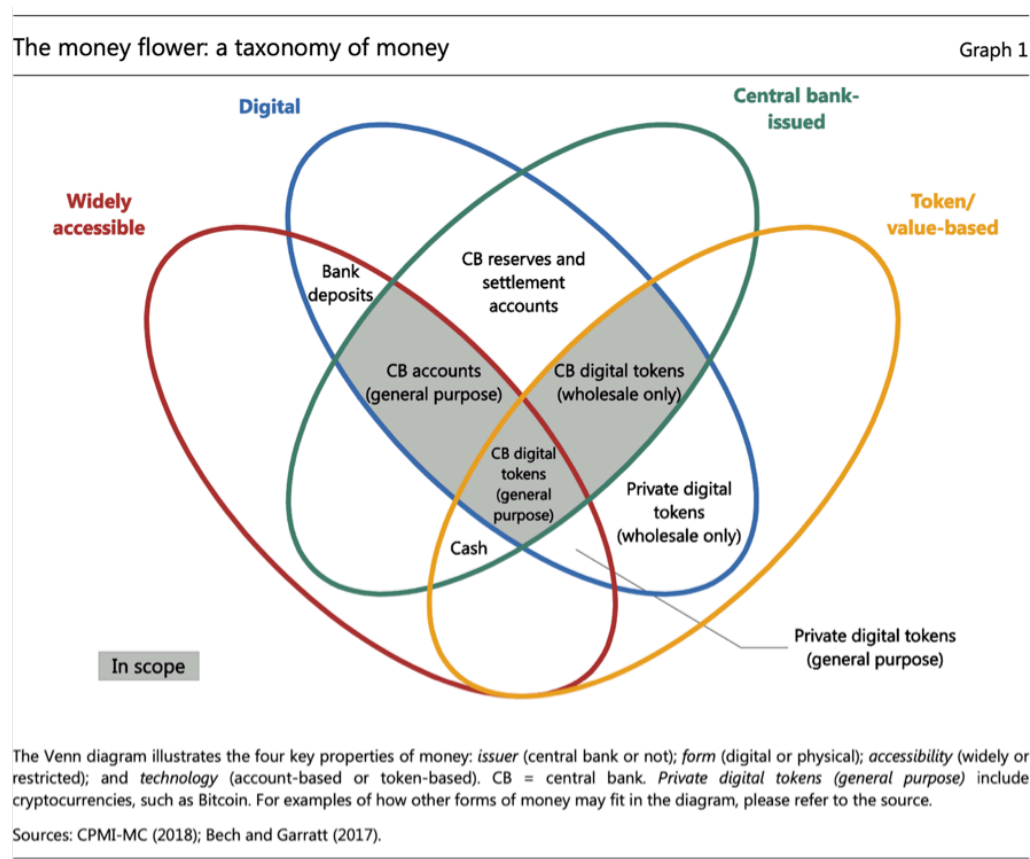 The money flower: a taxonomy of money
Graph 1
Digital
Central bank-
issued
Widely
accessible
Token/
value-based
Bank
deposits
CB reserves and
settlement
accounts
CB accounts
(general purpose)
CB digital tokens
(wholesale only)
CB digital
tokens
(general
purpose)
Private digital
tokens
(wholesale only)
Cash
Private digital tokens
(general purpose)
In scope
The Venn diagram illustrates the four key properties of money: issuer (central bank or not); form (digital or physical); accessibility (widely or
restricted); and technology (account-based or token-based). CB = central bank. Private digital tokens (general purpose) include
cryptocurrencies, such as Bitcoin. For examples of how other forms of money may fit in the diagram, please refer to the source.
Sources: CPMI-MC (2018); Bech and Garratt (2017).